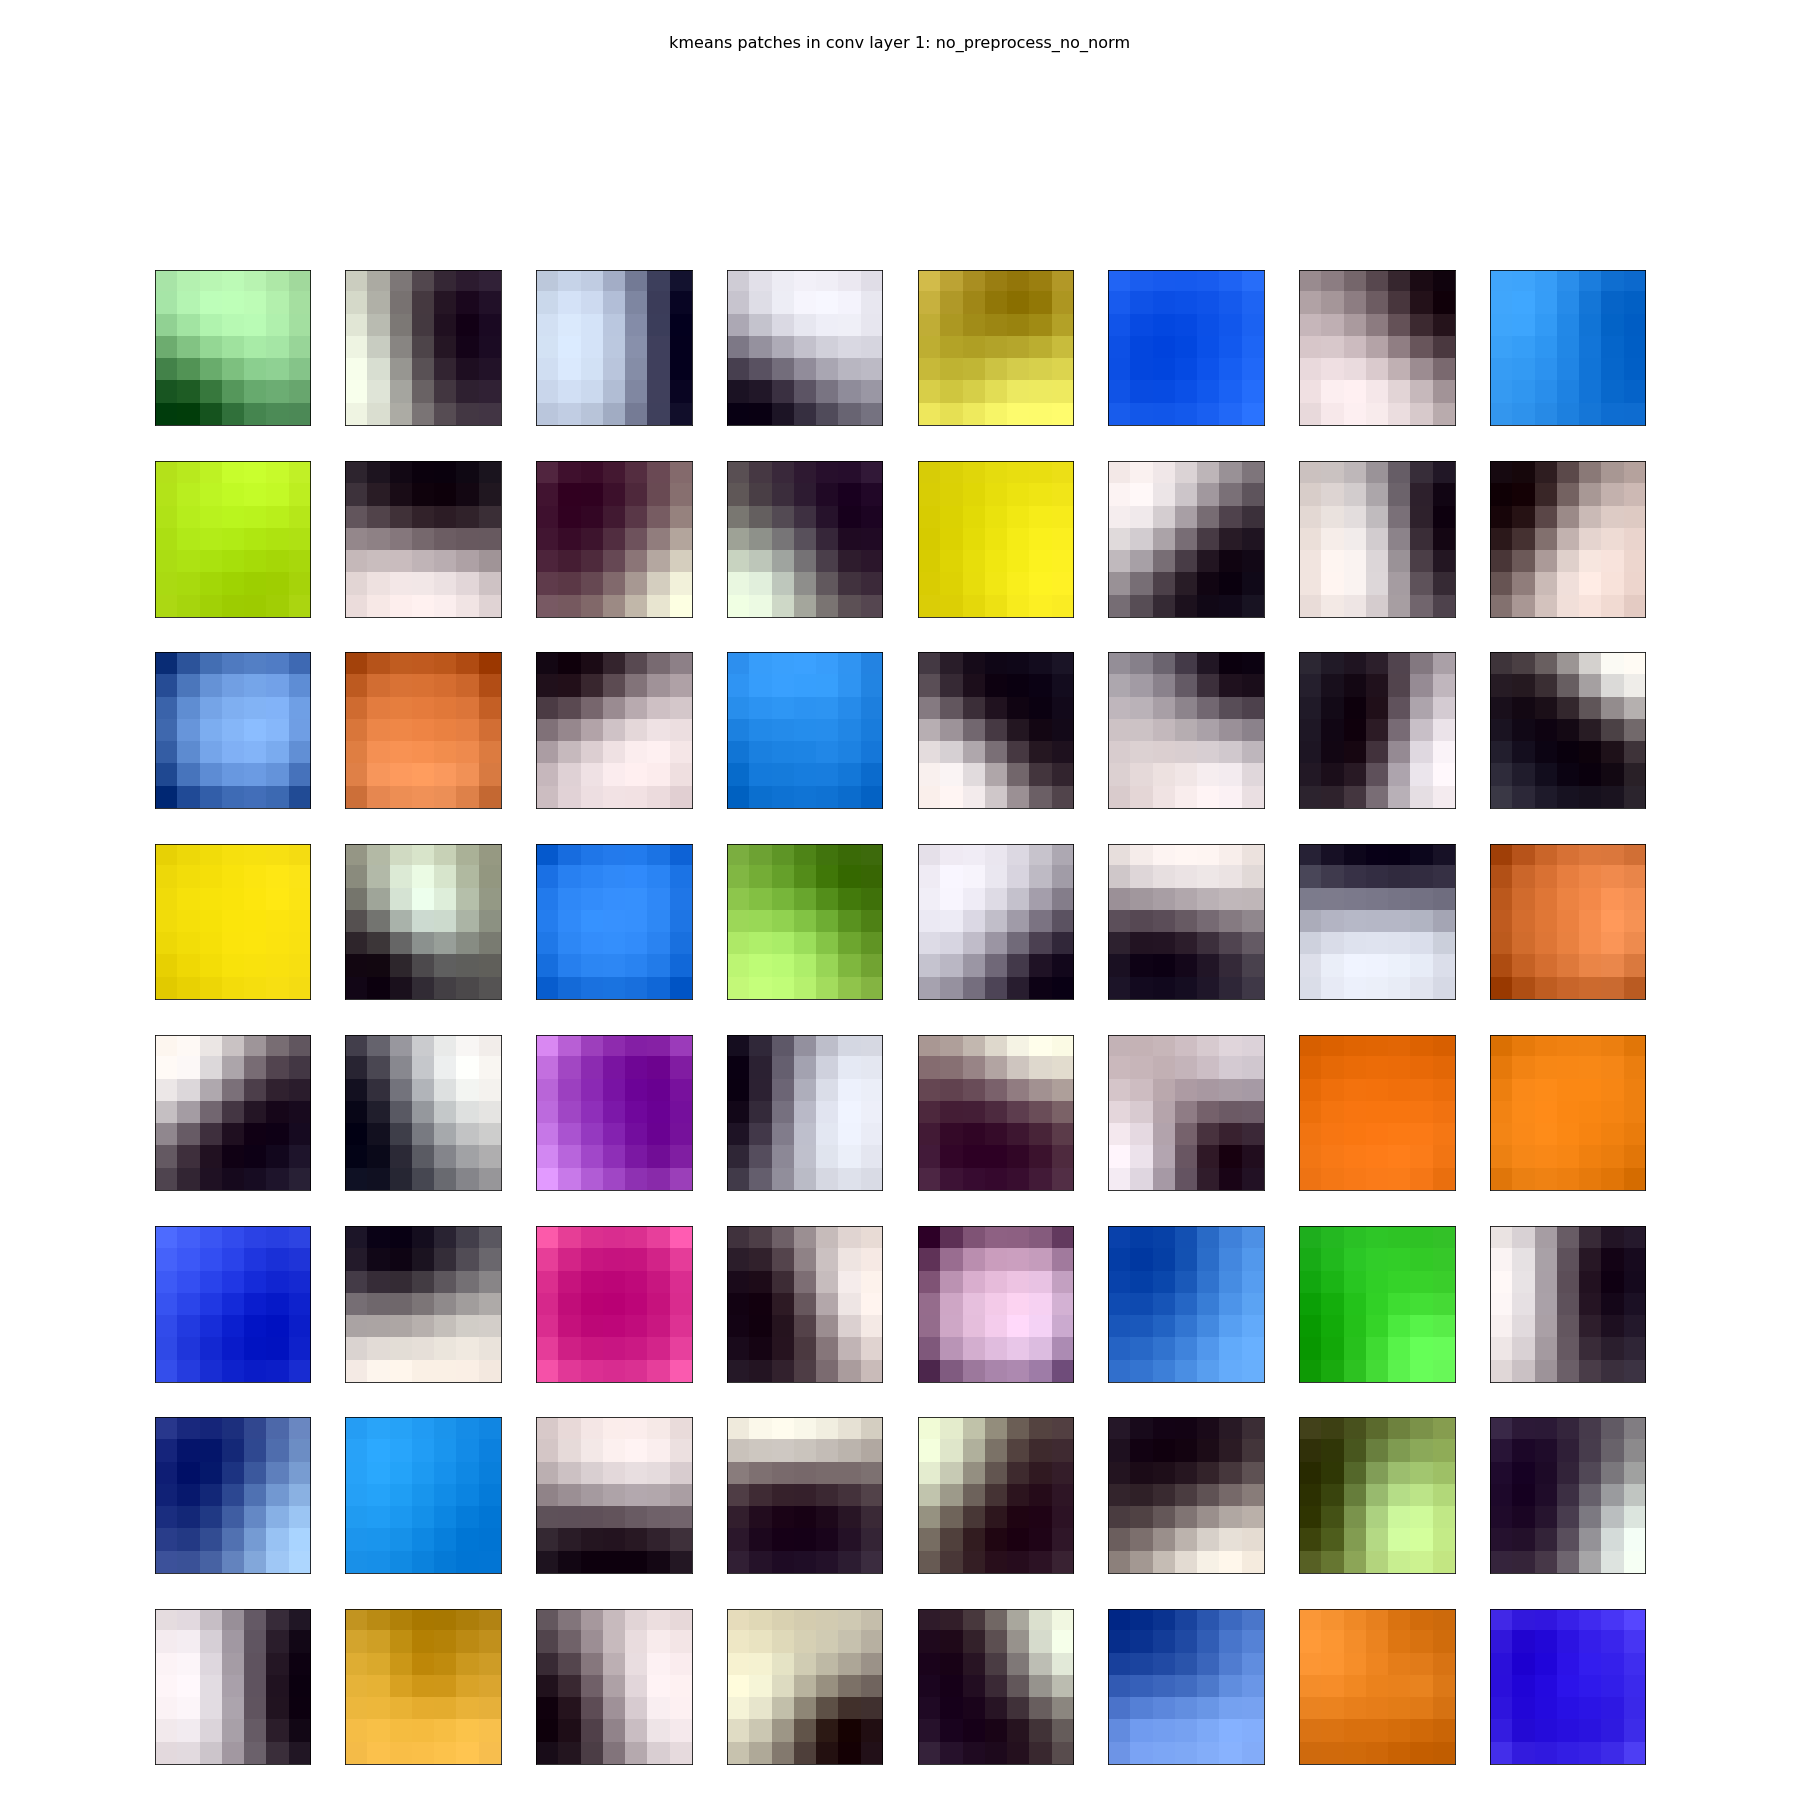 kmeans patches in conv layer 1: no_preprocess_no_norm